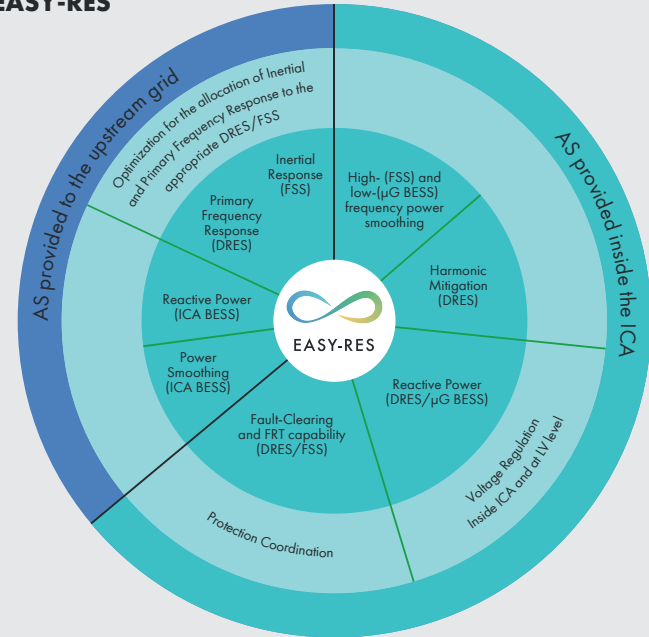 EASY-RES
AS provided to the upstream grid
Optimization for the allocation of Inertial
and Primary Frequency Response to the
appropriate DRES/FSS
Inertial
Response
(FSS)
Primary
Frequency
Response
(DRES)
Reactive Power
(ICA BESS)
Power
Smoothing
(ICA BESS)
AS provided inside the ICA
High- (FSS) and
low-(μG BESS)
frequency power
smoothing
Harmonic
Mitigation
(DRES)
Reactive Power
(DRES/μG BESS)
Voltage Regulation
Inside ICA and at LV level
Fault-Clearing
and FRT capability
(DRES/FSS)
Protection Coordination
EASY-RES